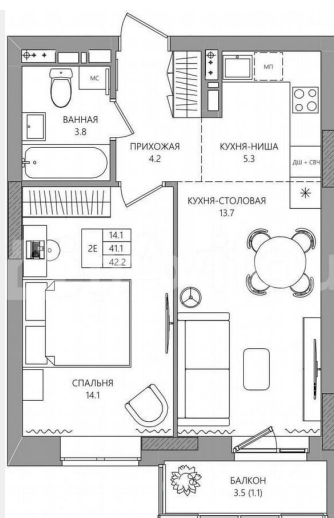 МС
ВАННАЯ
3.8
ПРИХОЖАЯ
4.2
МП
КУХНЯ-НИША
5.3
ДШ + СВЧ
КУХНЯ-СТОЛОВАЯ
13.7
2Е
14.1
41.1
42.2
СПАЛЬНЯ
14.1
БАЛКОН
3.5 (1.1)